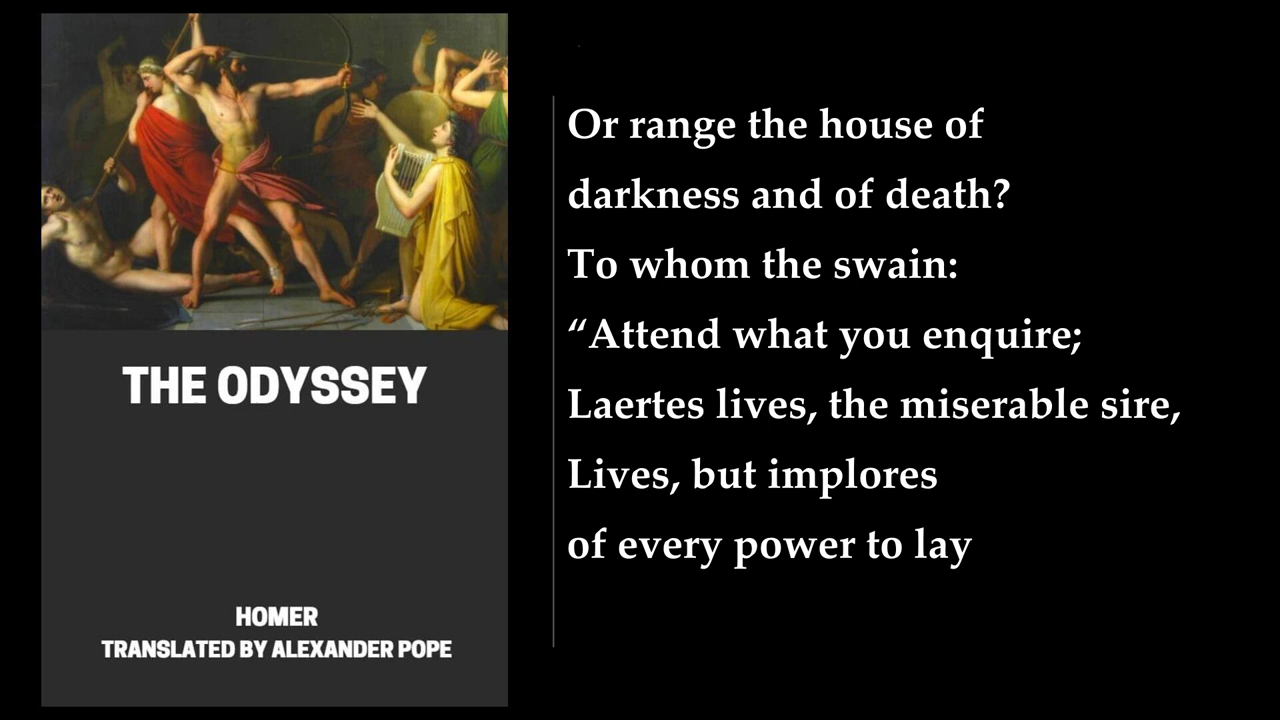 THE ODYSSEY
HOMER
TRANSLATED BY ALEXANDER POPE
Or range the house of
darkness and of death?
To whom the swain:
“Attend what you enquire;
Laertes lives, the miserable sire,
Lives, but implores
of every power to lay